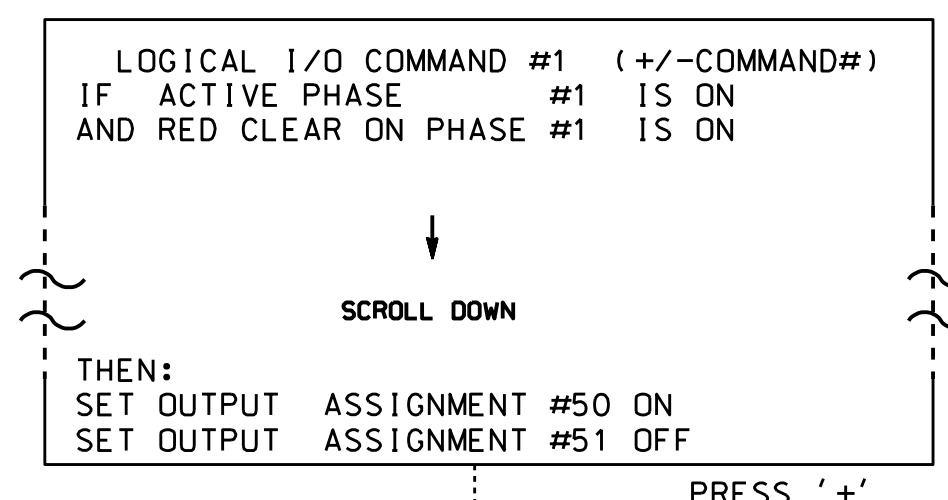 LOGICAL I/O COMMAND #1 (+/-COMMAND#)
IF ACTIVE PHASE #1 IS ON
AND RED CLEAR ON PHASE #1 IS ON
SCROLL DOWN
THEN:
SET OUTPUT ASSIGNMENT #50 ON
SET OUTPUT ASSIGNMENT #51 OFF
PRESS '+'